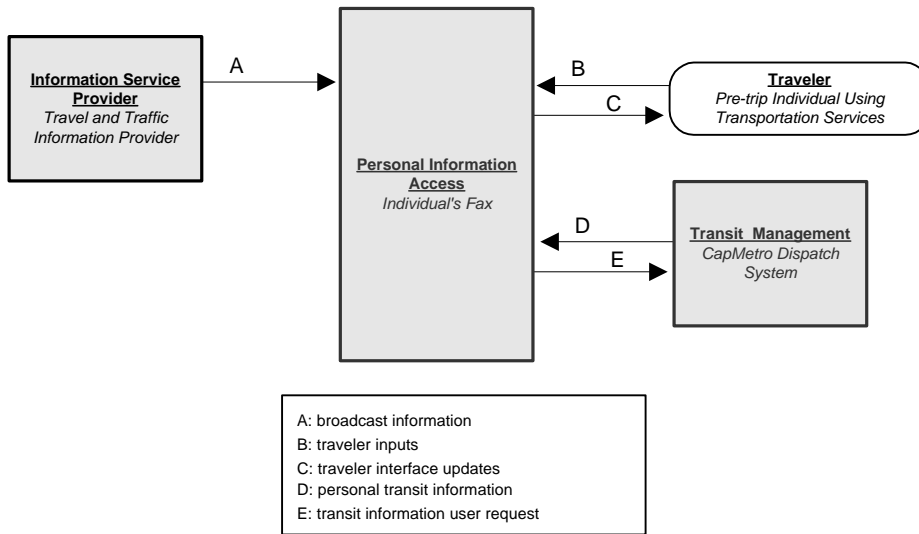 A
Information Service
Provider
Travel and Traffic
Information Provider
Personal Information
Access
Individual's Fax
B
C
Traveler
Pre-trip Individual Using
Transportation Services
D
E
Transit Management
CapMetro Dispatch
System
A: broadcast information
B: traveler inputs
C: traveler interface updates
D: personal transit information
E: transit information user request